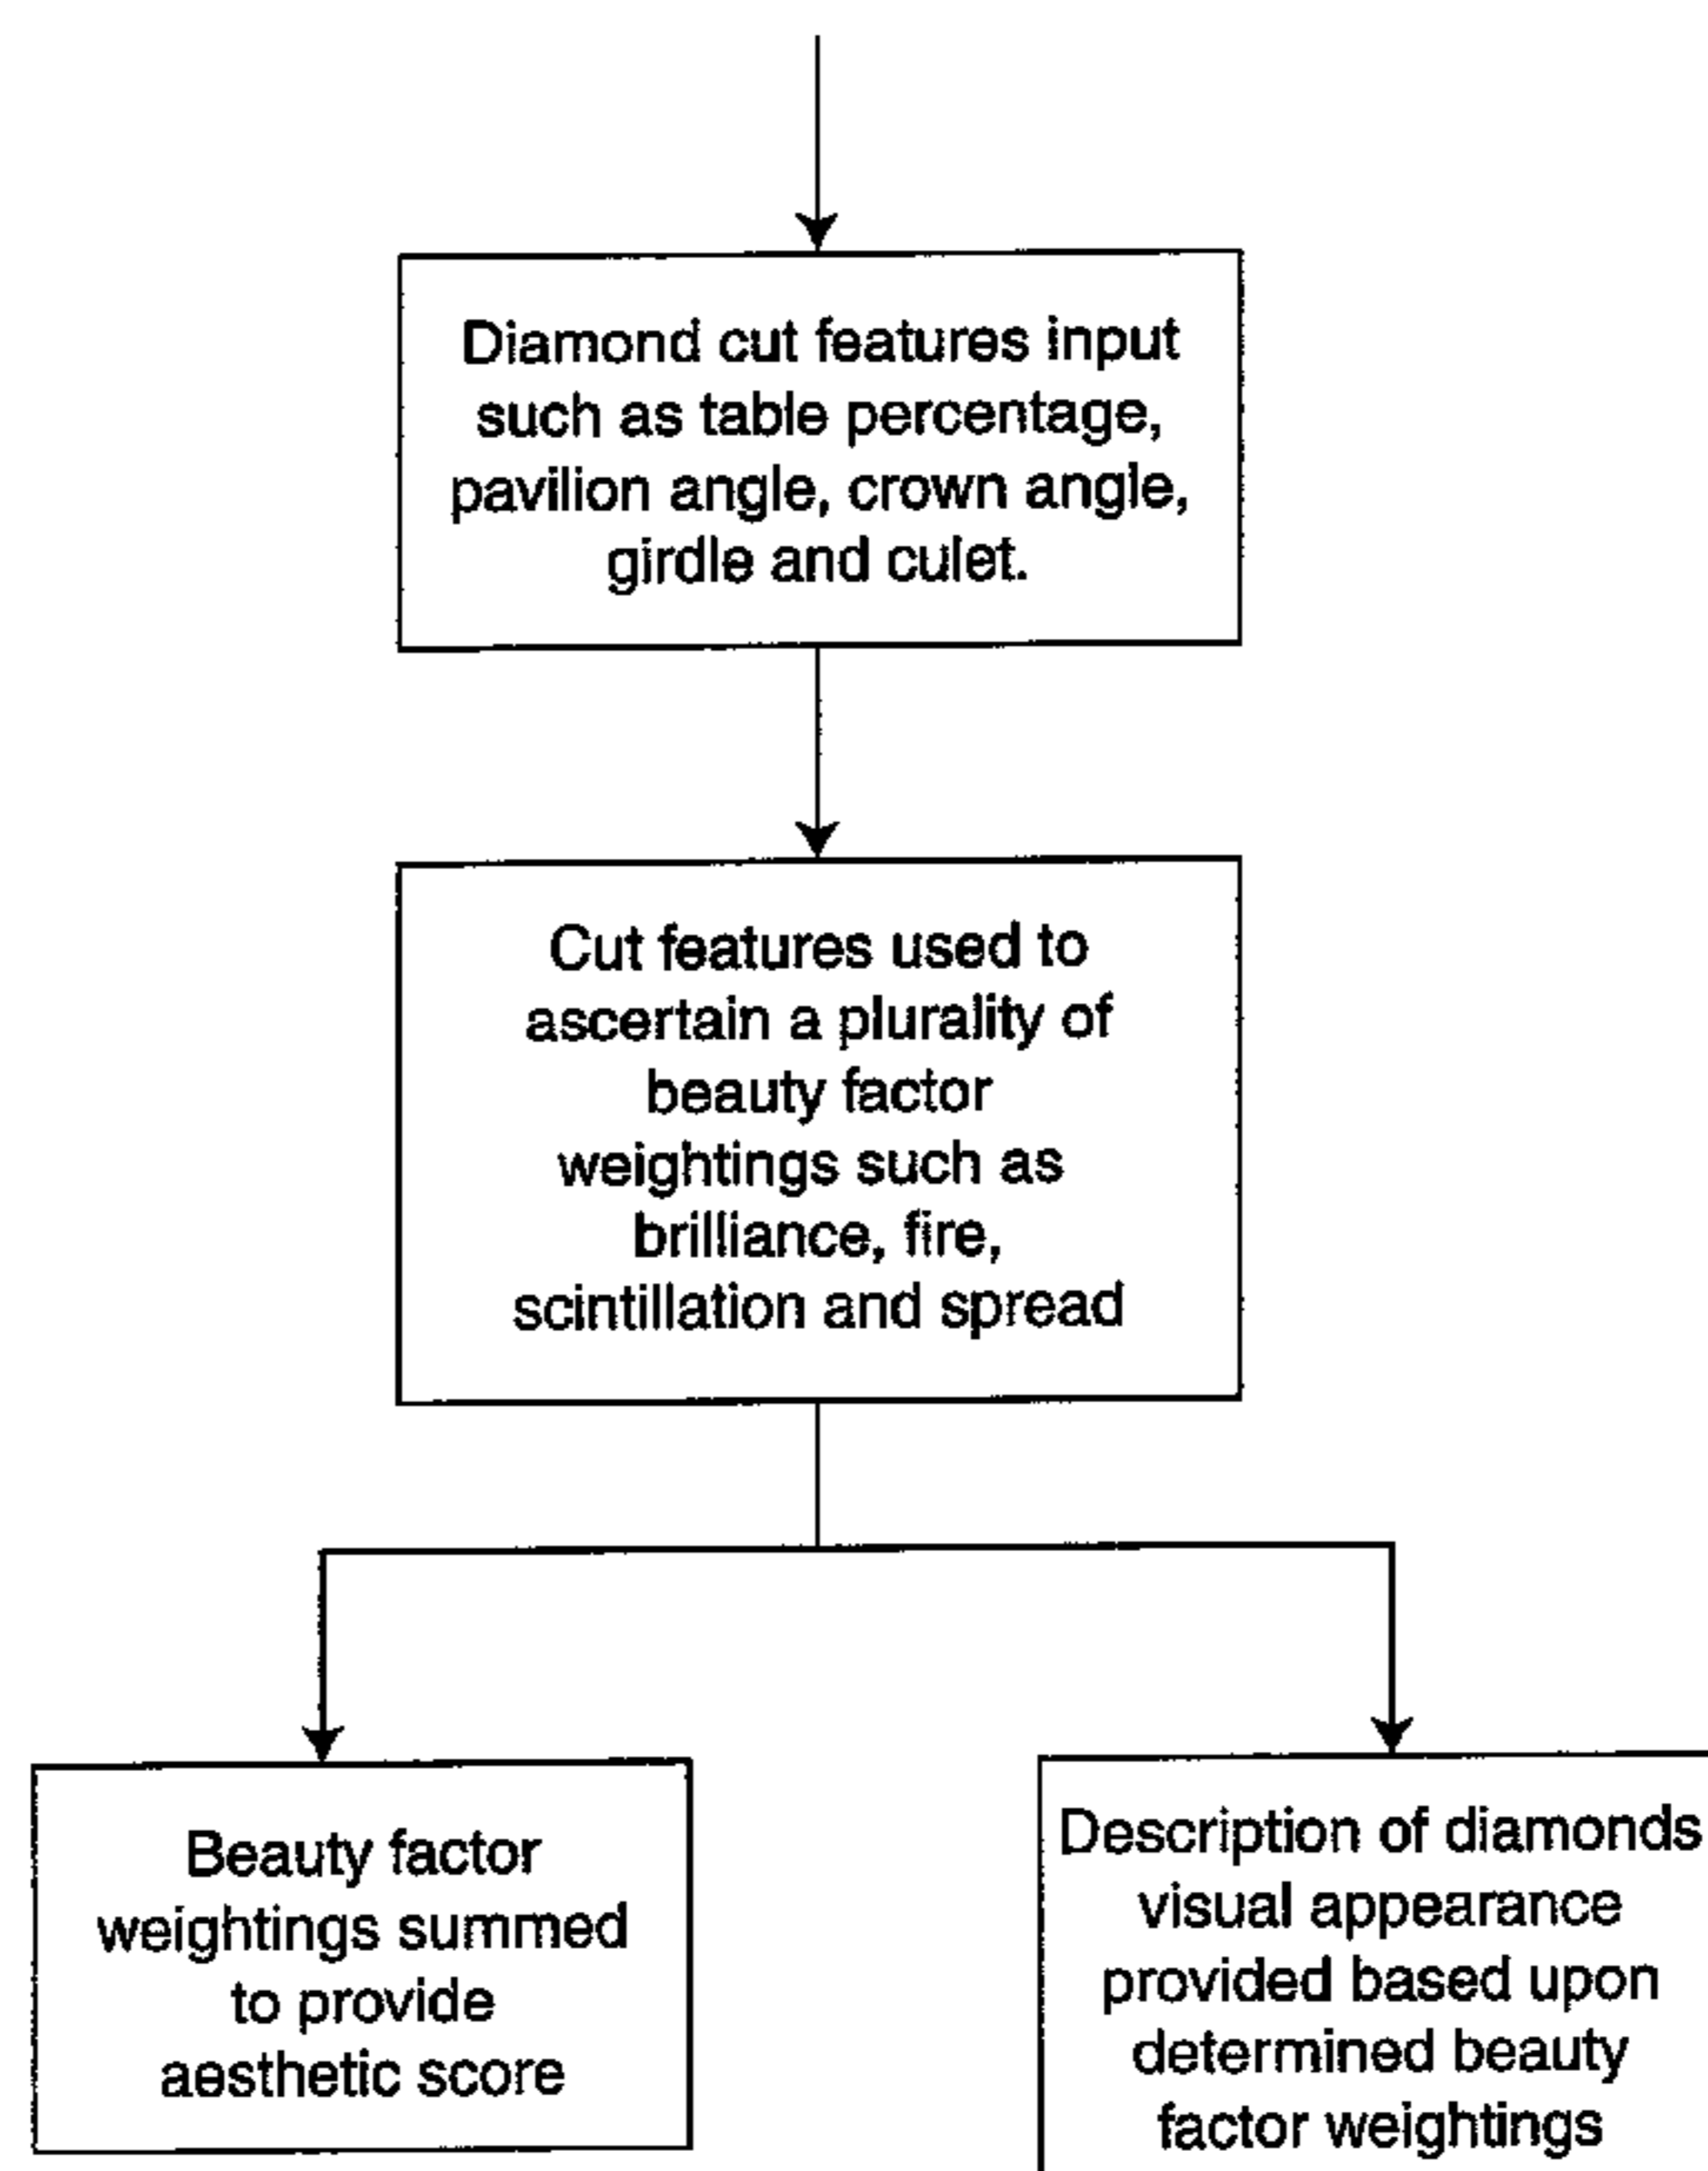 Diamond cut features input
such as table percentage,
pavilion angle, crown angle,
girdle and culet.
Cut features used to
ascertain a plurality of
beauty factor
weightings such as
brilliance, fire,
scintillation and spread
Beauty factor
weightings summed
to provide
aesthetic score
Description of diamonds
visual appearance
provided based upon
determined beauty
factor weightings